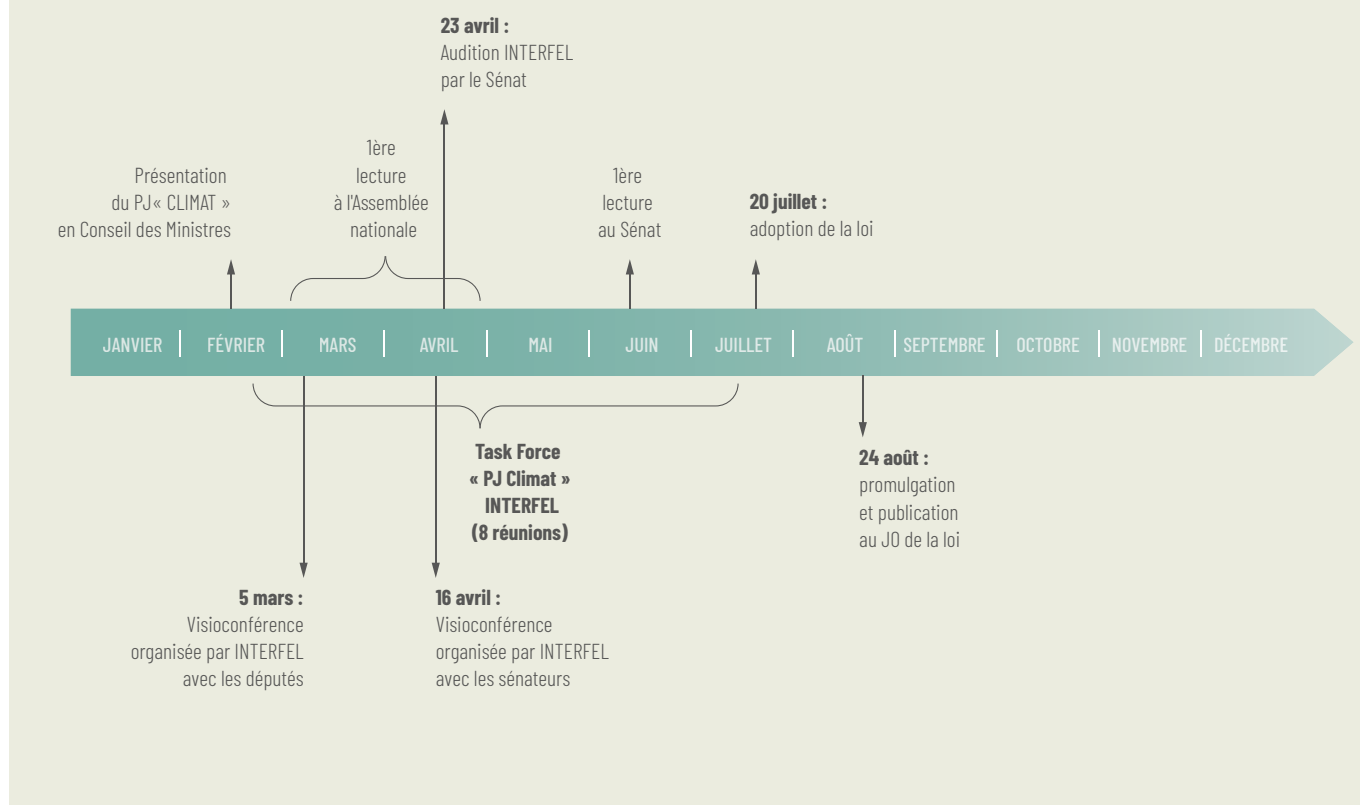 23 avril :
Audition INTERFEL
par le Sénat
Présentation
du PJ« CLIMAT »
en Conseil des Ministres
1ère
lecture
à l'Assemblée
nationale
1ère
lecture
au Sénat
20 juillet :
adoption de la loi
JANVIER FÉVRIER MARS AVRIL MAI JUIN JUILLET AOÛT SEPTEMBRE OCTOBRE NOVEMBRE DÉCEMBRE
Task Force
« PJ Climat »
INTERFEL
(8 réunions)
24 août :
promulgation
et publication
au JO de la loi
5 mars :
Visioconférence
organisée par INTERFEL
avec les députés
16 avril :
Visioconférence
organisée par INTERFEL
avec les sénateurs